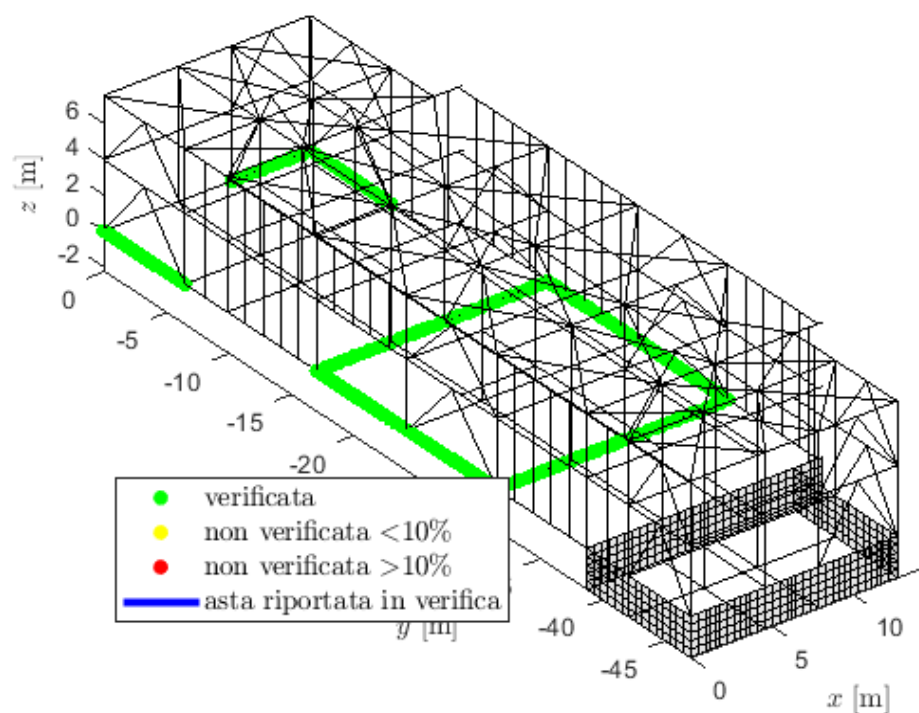 6
4
2
0
-2
z [m]
0
-5
-10
-15
-20
verificata
non verificata <10%
non verificata >10%
asta riportata in verifica
y [m]
-40
-45
0
5
10
x [m]